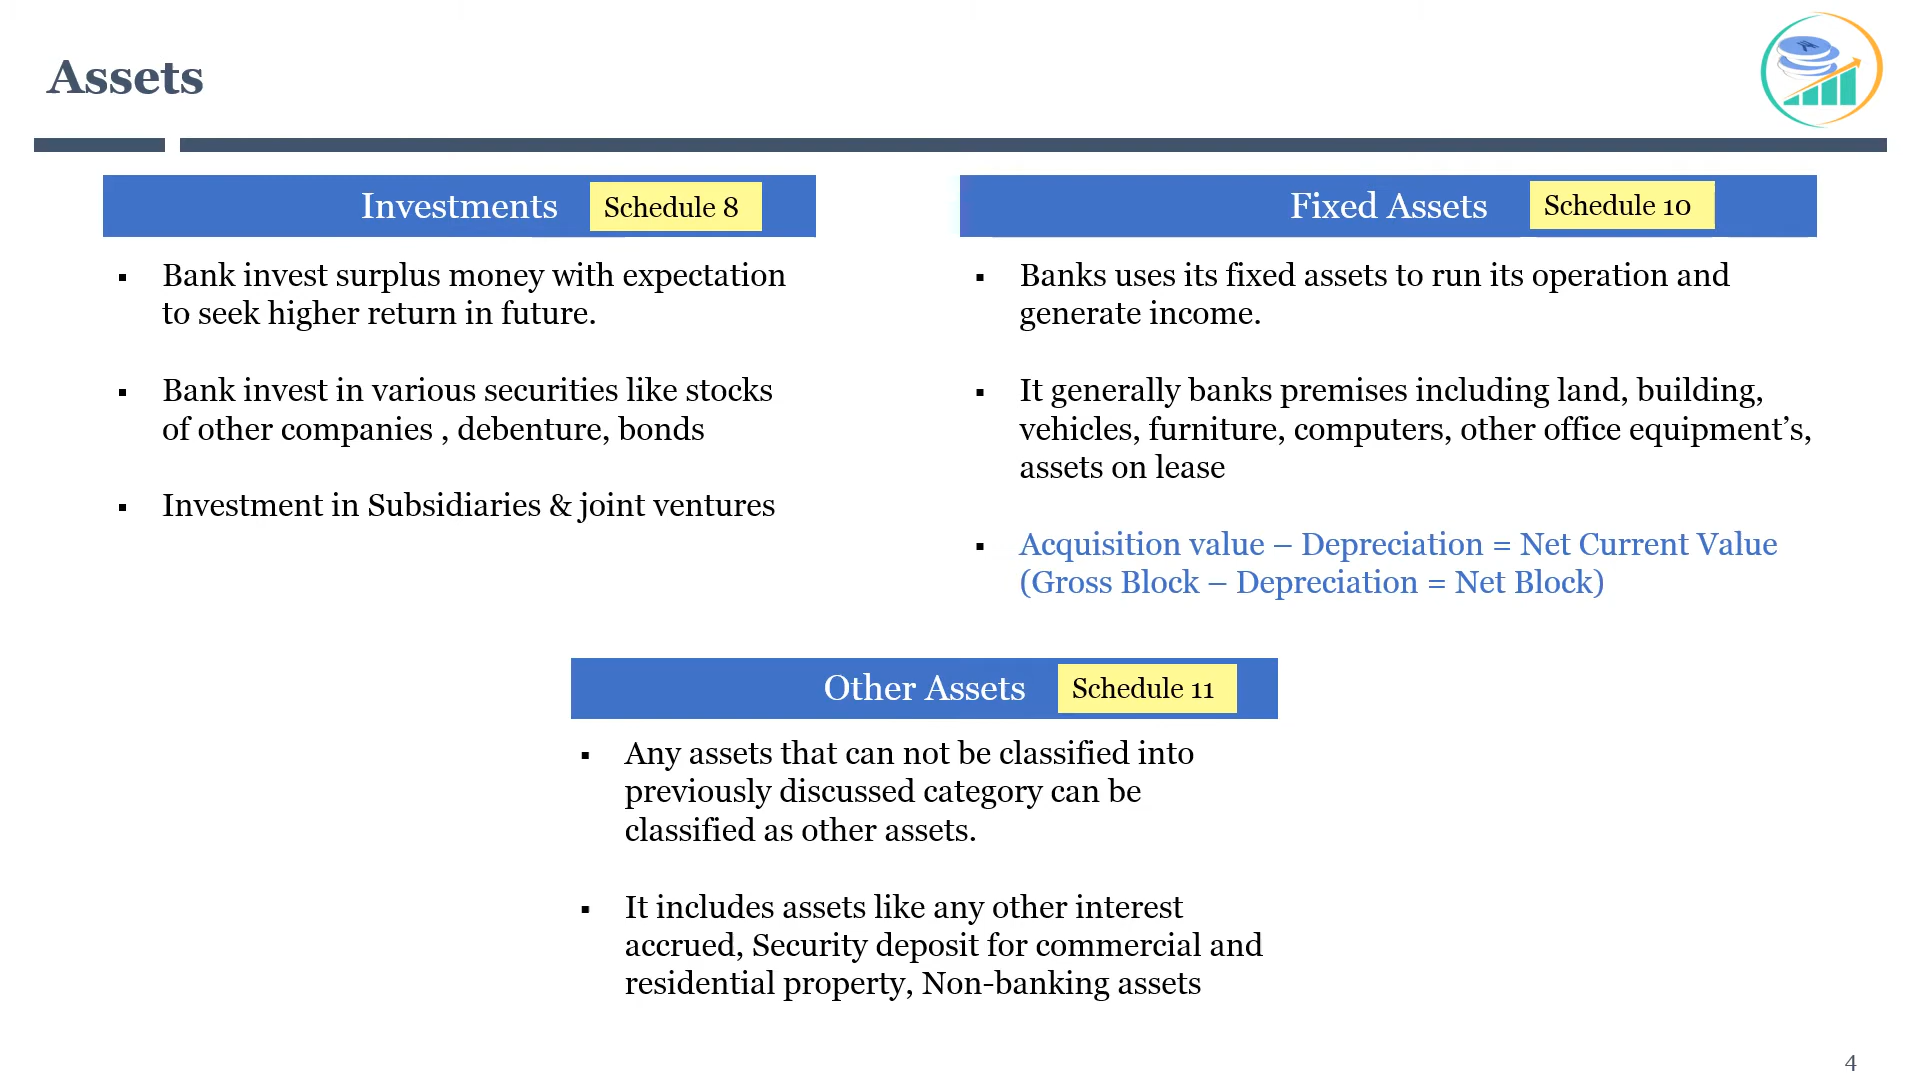 Assets
Investments
Schedule 8
▪ Bank invest surplus money with expectation
to seek higher return in future.
▪ Bank invest in various securities like stocks
of other companies , debenture, bonds
▪ Investment in Subsidiaries & joint ventures
Fixed Assets
Schedule 10
▪ Banks uses its fixed assets to run its operation and
generate income.
▪ It generally banks premises including land, building,
vehicles, furniture, computers, other office equipment’s,
assets on lease
▪ Acquisition value – Depreciation = Net Current Value
(Gross Block – Depreciation = Net Block)
Other Assets
Schedule 11
▪ Any assets that can not be classified into
previously discussed category can be
classified as other assets.
▪ It includes assets like any other interest
accrued, Security deposit for commercial and
residential property, Non-banking assets
4